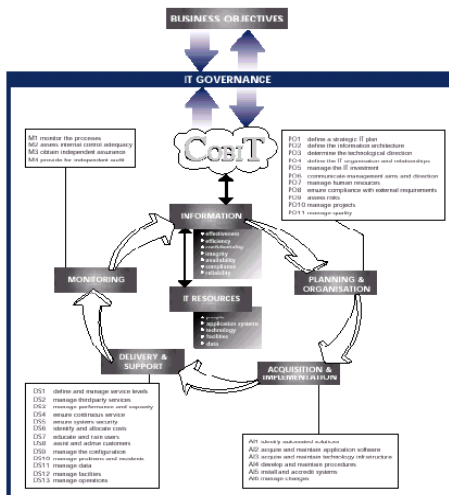 BUSINESS OBJECTIVES
IT GOVERNANCE
COBIT
M1 monitor the processes
M2 assess internal control adequacy
M3 obtain independent assurance
M4 provide for independent audit
PO1 define a strategic IT plan
PO2 define the information architecture
PO3 determine the technological direction
PO4 define the IT organisation and relationships
PO5 manage the IT investment
PO6 communicate management aims and direction
PO7 manage human resources
PO8 ensure compliance with external requirements
PO9 assess risks
PO10 manage projects
PO11 manage quality
INFORMATION
effectiveness
efficiency
confidentiality
integrity
availability
compliance
reliability
MONITORING
PLANNING &
ORGANISATION
IT RESOURCES
people
application systems
technology
facilities
data
DELIVERY &
SUPPORT
ACQUISITION &
IMPLEMENTATION
DS1 define and manage service levels
DS2 manage third-party services
DS3 manage performance and capacity
DS4 ensure continuous service
DS5 ensure systems security
DS6 identify and allocate costs
DS7 educate and train users
DS8 assist and advise customers
DS9 manage the configuration
DS10 manage problems and incidents
DS11 manage data
DS12 manage facilities
DS13 manage operations
AI1 identify automated solutions
AI2 acquire and maintain application software
AI3 acquire and maintain technology infrastructure
AI4 develop and maintain procedures
AI5 install and accredit systems
AI6 manage changes